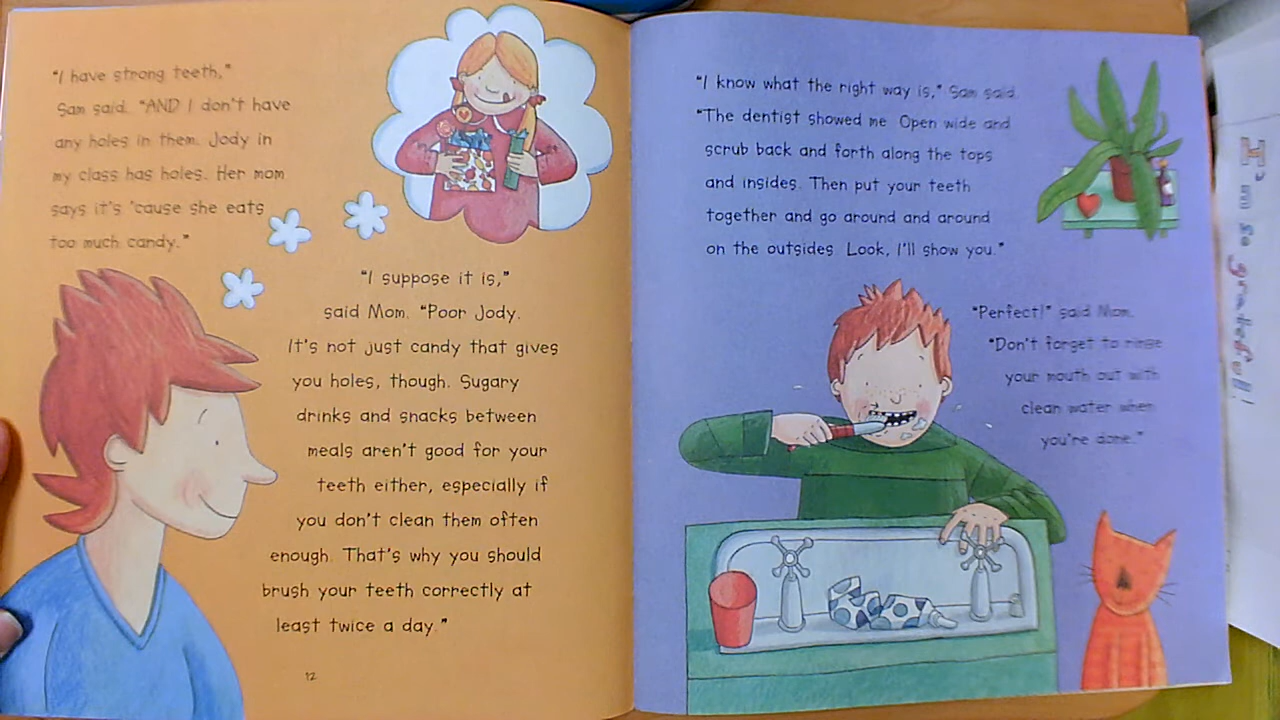 "I have strong teeth,"
Sam said. "AND I don't have
any holes in them. Jody in
my class has holes. Her mom
says it's 'cause she eats
too much candy."
"I suppose it is,"
said Mom. "Poor Jody.
It's not just candy that gives
you holes, though. Sugary
drinks and snacks between
meals aren't good for your
teeth either, especially if
you don't clean them often
enough. That's why you should
brush your teeth correctly at
least twice a day."
12
"I know what the right way is," Sam said.
"The dentist showed me. Open wide and
scrub back and forth along the tops
and insides. Then put your teeth
together and go around and around
on the outsides. Look, I'll show you."
"Perfect!" said Mom.
"Don't forget to rinse
your mouth out with
clean water when
you're done."
I'm so grateful!